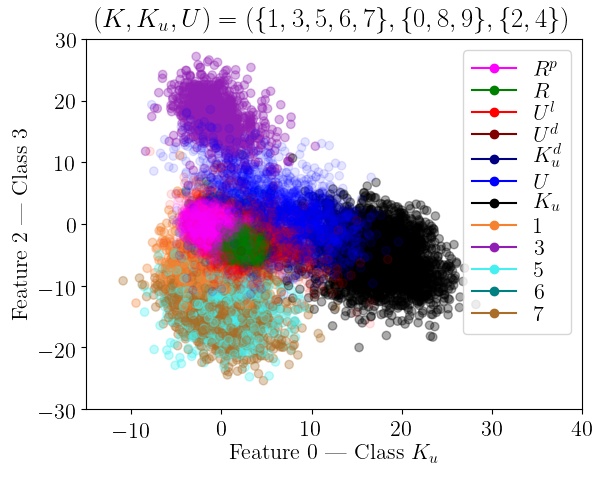 (K, K_u, U) = ({1, 3, 5, 6, 7}, {0, 8, 9}, {2, 4})
30
20
10
0
−10
−20
−30
Feature 2 — Class 3
R^p
R
U^l
U^d
K_u^d
U
K_u
1
3
5
6
7
−10
0
10
20
30
40
Feature 0 — Class K_u